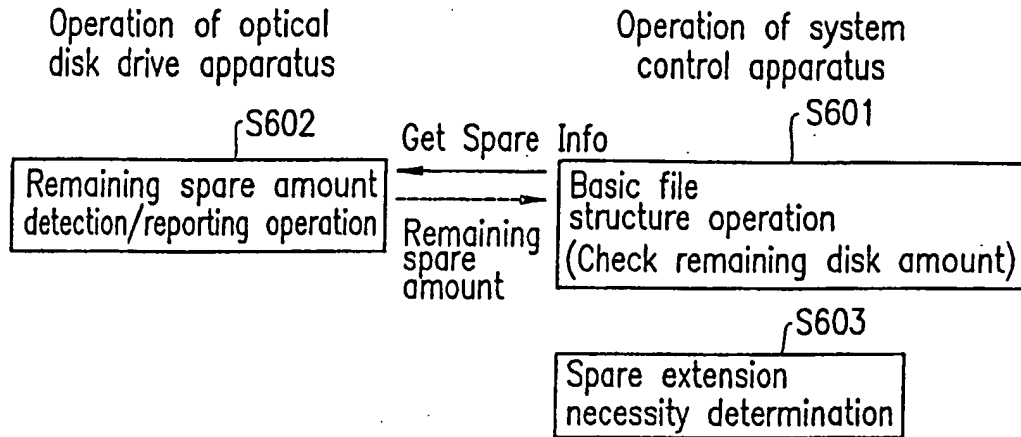 Operation of optical
disk drive apparatus
Operation of system
control apparatus
S602
Get Spare Info
S601
Remaining spare amount
detection/reporting operation
Remaining
spare
amount
Basic file
structure operation
(Check remaining disk amount)
S603
Spare extension
necessity determination